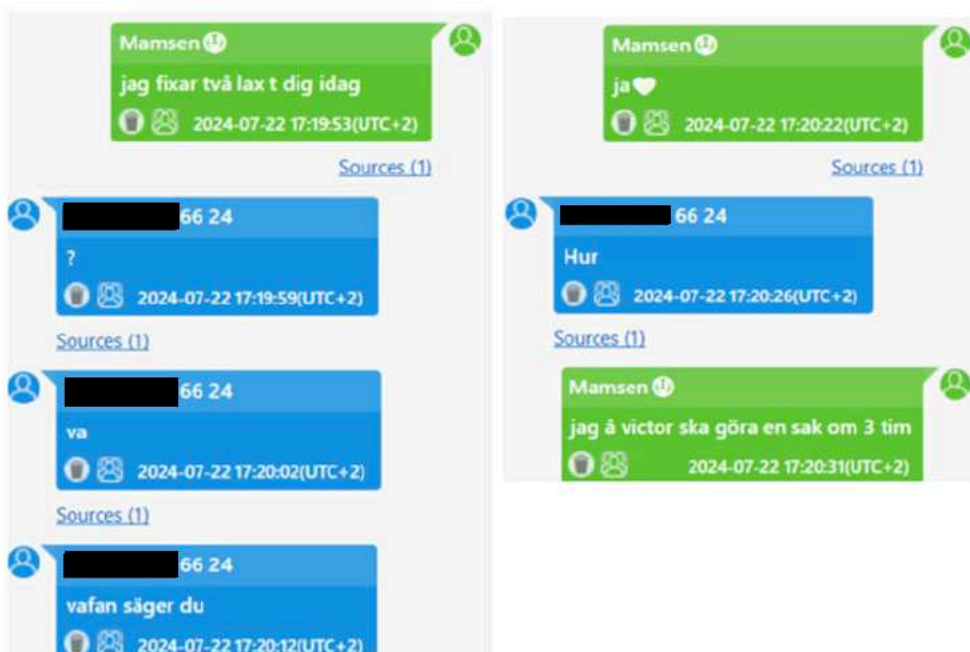 Mamsen
jag fixar två lax t dig idag
2024-07-22 17:19:53(UTC+2)
Sources (1)
66 24
?
2024-07-22 17:19:59(UTC+2)
Sources (1)
66 24
va
2024-07-22 17:20:02(UTC+2)
Sources (1)
66 24
vafan säger du
2024-07-22 17:20:12(UTC+2)
Mamsen
ja🤍
2024-07-22 17:20:22(UTC+2)
Sources (1)
66 24
Hur
2024-07-22 17:20:26(UTC+2)
Sources (1)
Mamsen
jag å victor ska göra en sak om 3 tim
2024-07-22 17:20:31(UTC+2)